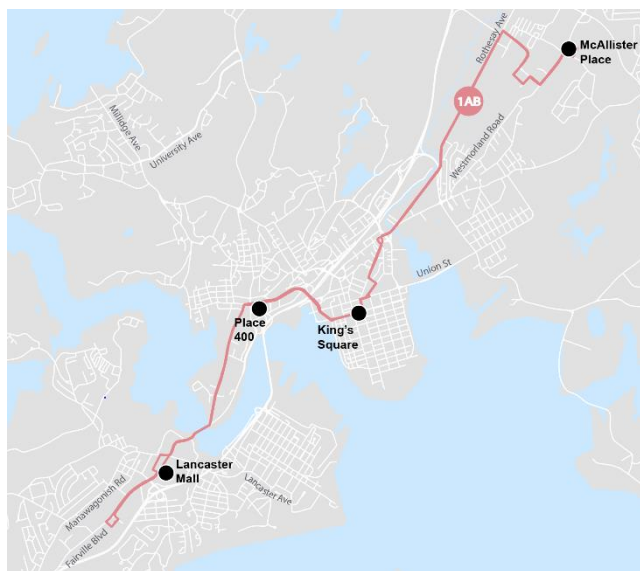 McAllister
Place
Rothesay Ave
1AB
Millidge Ave
University Ave
Westmorland Road
Union St
Place
400
King's
Square
Lancaster
Mall
Manawagonish Rd
Lancaster Ave
Fairville Blvd